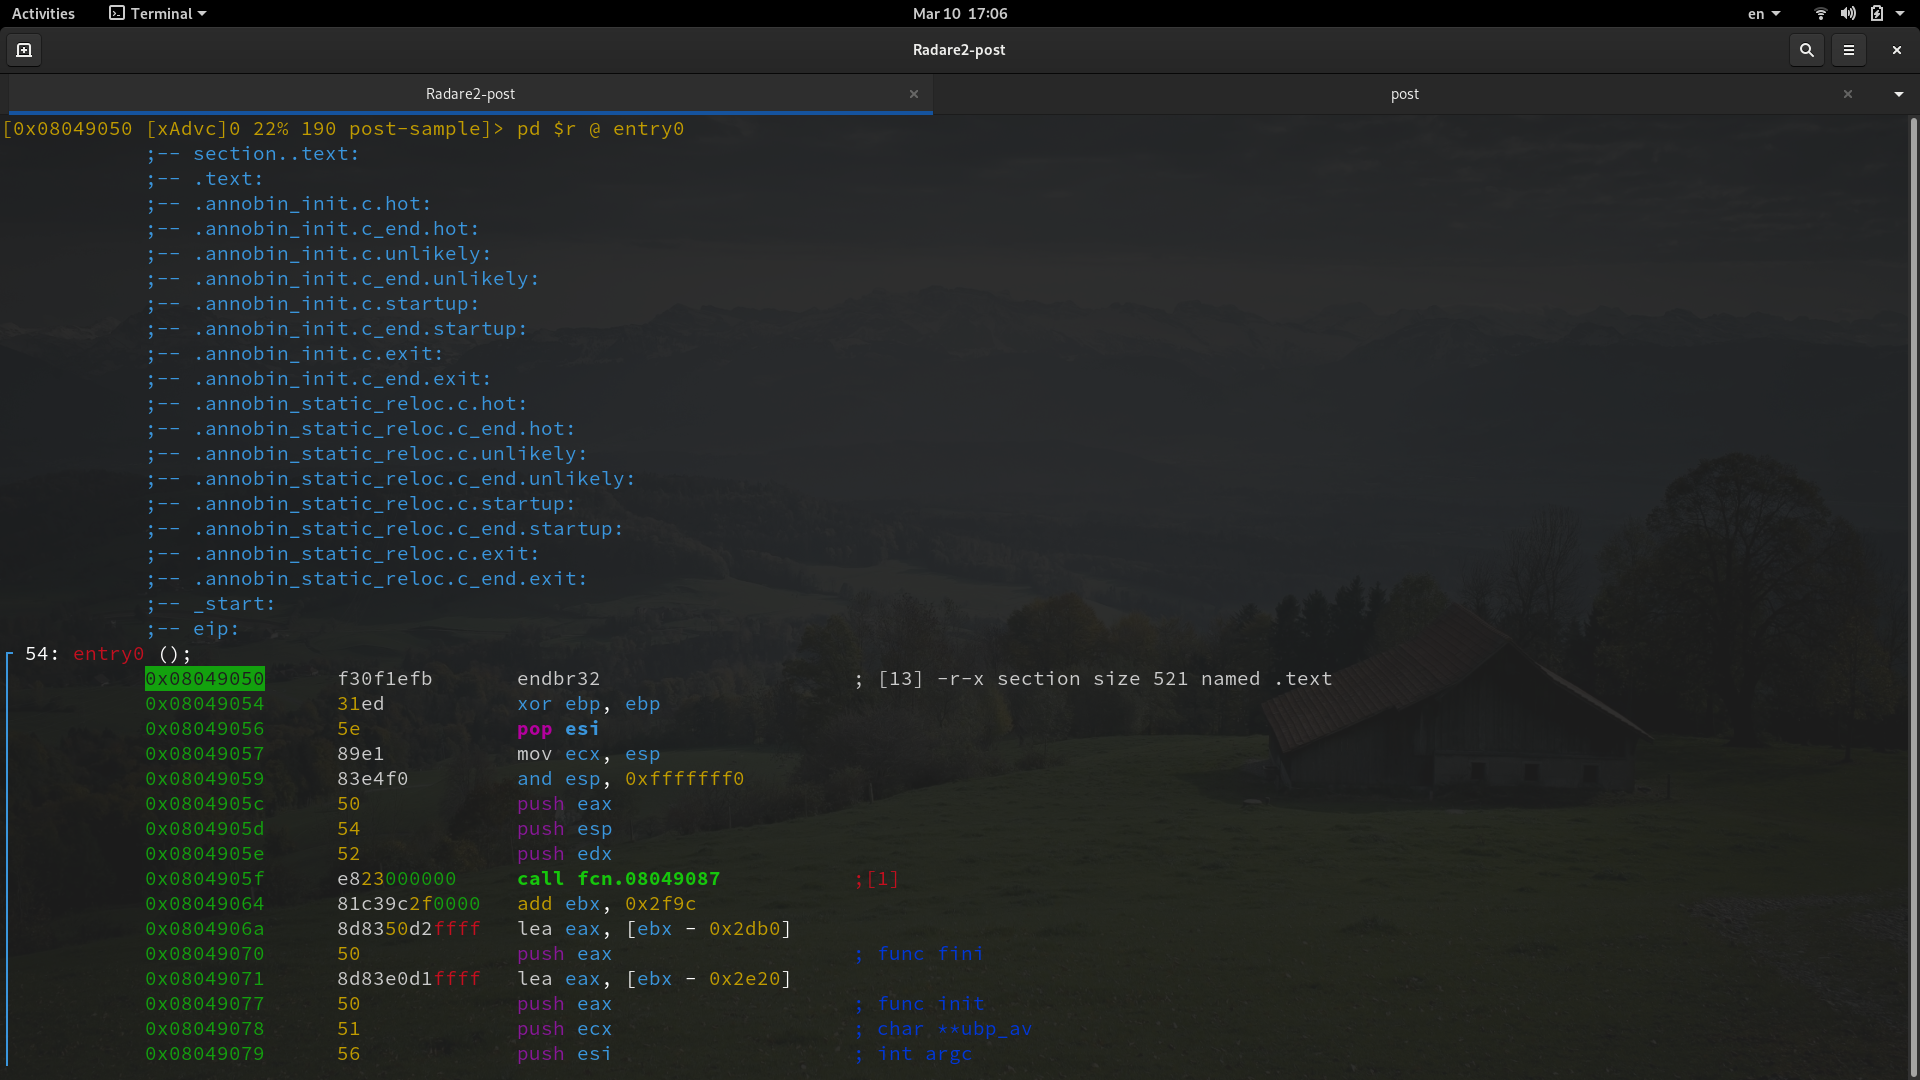 Activities Terminal Mar 10 17:06 en
Radare2-post
Radare2-post post
[0x08049050 [xAdvc]0 22% 190 post-sample]> pd $r @ entry0
;-- section..text:
;-- .text:
;-- .annobin_init.c.hot:
;-- .annobin_init.c_end.hot:
;-- .annobin_init.c.unlikely:
;-- .annobin_init.c_end.unlikely:
;-- .annobin_init.c.startup:
;-- .annobin_init.c_end.startup:
;-- .annobin_init.c.exit:
;-- .annobin_init.c_end.exit:
;-- .annobin_static_reloc.c.hot:
;-- .annobin_static_reloc.c_end.hot:
;-- .annobin_static_reloc.c.unlikely:
;-- .annobin_static_reloc.c_end.unlikely:
;-- .annobin_static_reloc.c.startup:
;-- .annobin_static_reloc.c_end.startup:
;-- .annobin_static_reloc.c.exit:
;-- .annobin_static_reloc.c_end.exit:
;-- _start:
;-- eip:
54: entry0 ();
0x08049050 f30f1efb endbr32 ; [13] -r-x section size 521 named .text
0x08049054 31ed xor ebp, ebp
0x08049056 5e pop esi
0x08049057 89e1 mov ecx, esp
0x08049059 83e4f0 and esp, 0xfffffff0
0x0804905c 50 push eax
0x0804905d 54 push esp
0x0804905e 52 push edx
0x0804905f e823000000 call fcn.08049087 ;[1]
0x08049064 81c39c2f0000 add ebx, 0x2f9c
0x0804906a 8d8350d2ffff lea eax, [ebx - 0x2db0]
0x08049070 50 push eax ; func fini
0x08049071 8d83e0d1ffff lea eax, [ebx - 0x2e20]
0x08049077 50 push eax ; func init
0x08049078 51 push ecx ; char **ubp_av
0x08049079 56 push esi ; int argc